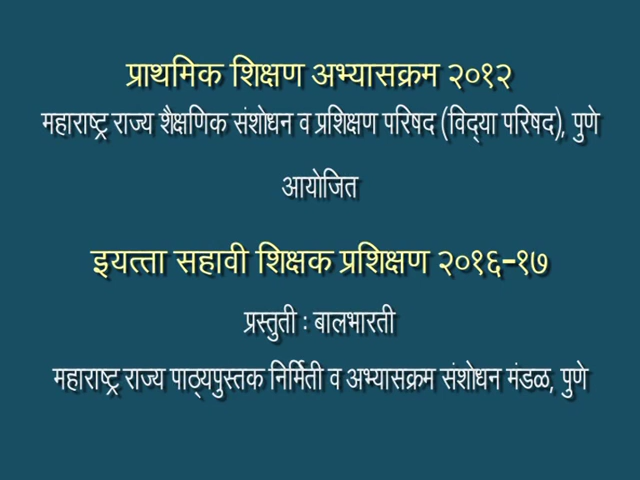 प्राथमिक शिक्षण अभ्यासक्रम २०१२
महाराष्ट्र राज्य शैक्षणिक संशोधन व प्रशिक्षण परिषद (विद्‌या परिषद), पुणे
आयोजित
इयत्ता सहावी शिक्षक प्रशिक्षण २०१६-१७
प्रस्तुती : बालभारती
महाराष्ट्र राज्य पाठ्यपुस्तक निर्मिती व अभ्यासक्रम संशोधन मंडळ, पुणे